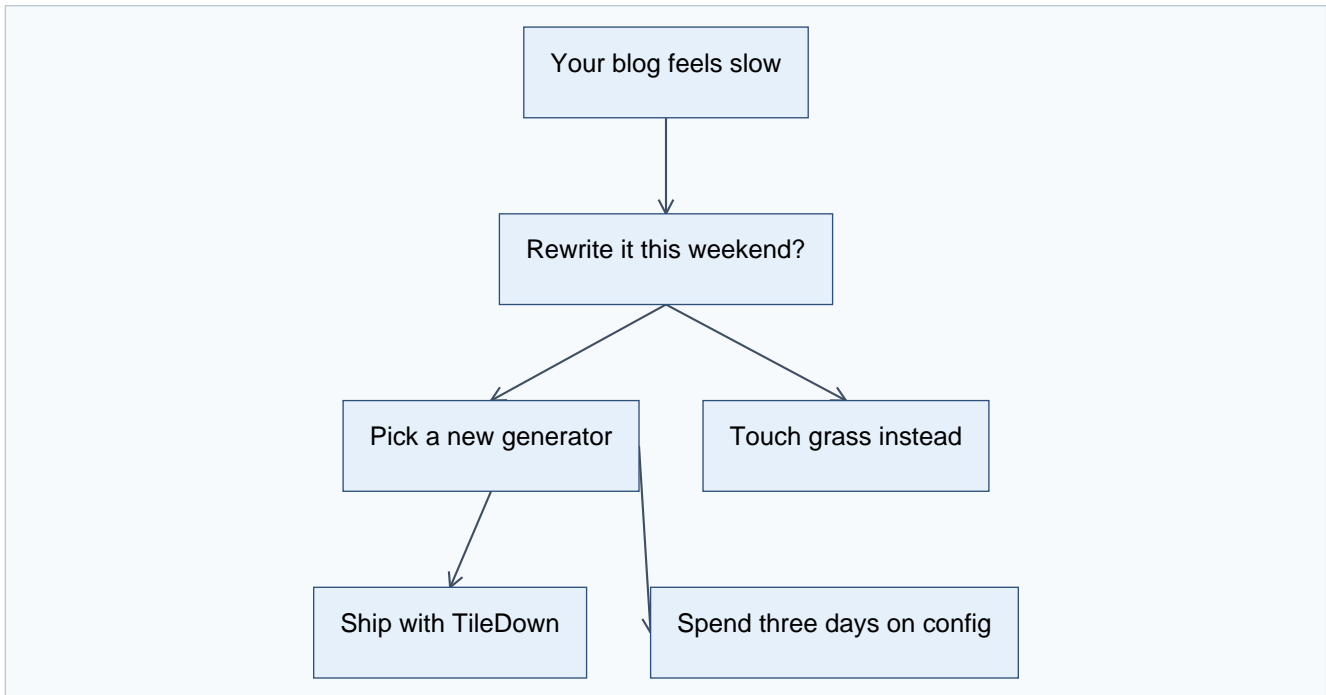 Your blog feels slow
Rewrite it this weekend?
Pick a new generator
Touch grass instead
Ship with TileDown
Spend three days on config